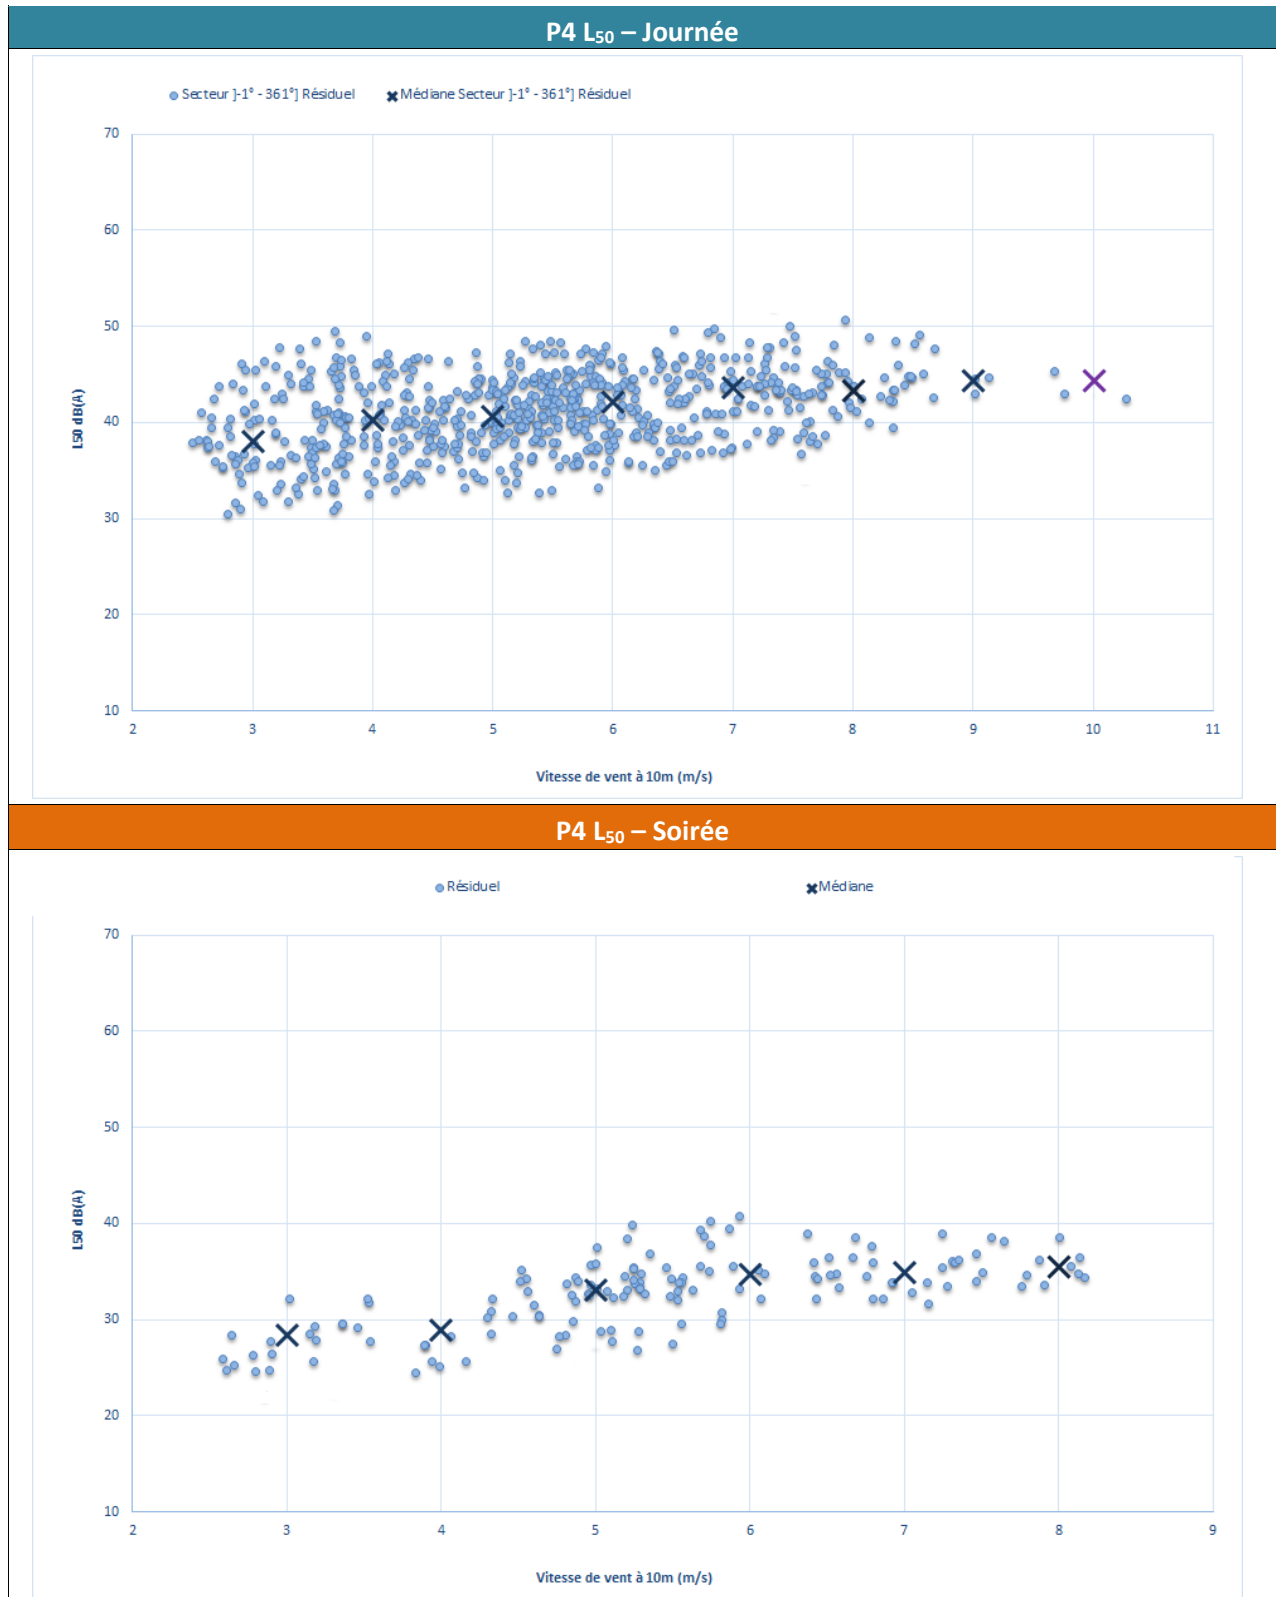 P4 L₅₀ – Journée
Secteur ]-1° - 361°] Résiduel
Médiane Secteur ]-1° - 361°] Résiduel
70
60
50
40
30
20
10
L50 dB(A)
2 3 4 5 6 7 8 9 10 11
Vitesse de vent à 10m (m/s)
P4 L₅₀ – Soirée
Résiduel
Médiane
70
60
50
40
30
20
10
L50 dB(A)
2 3 4 5 6 7 8 9
Vitesse de vent à 10m (m/s)